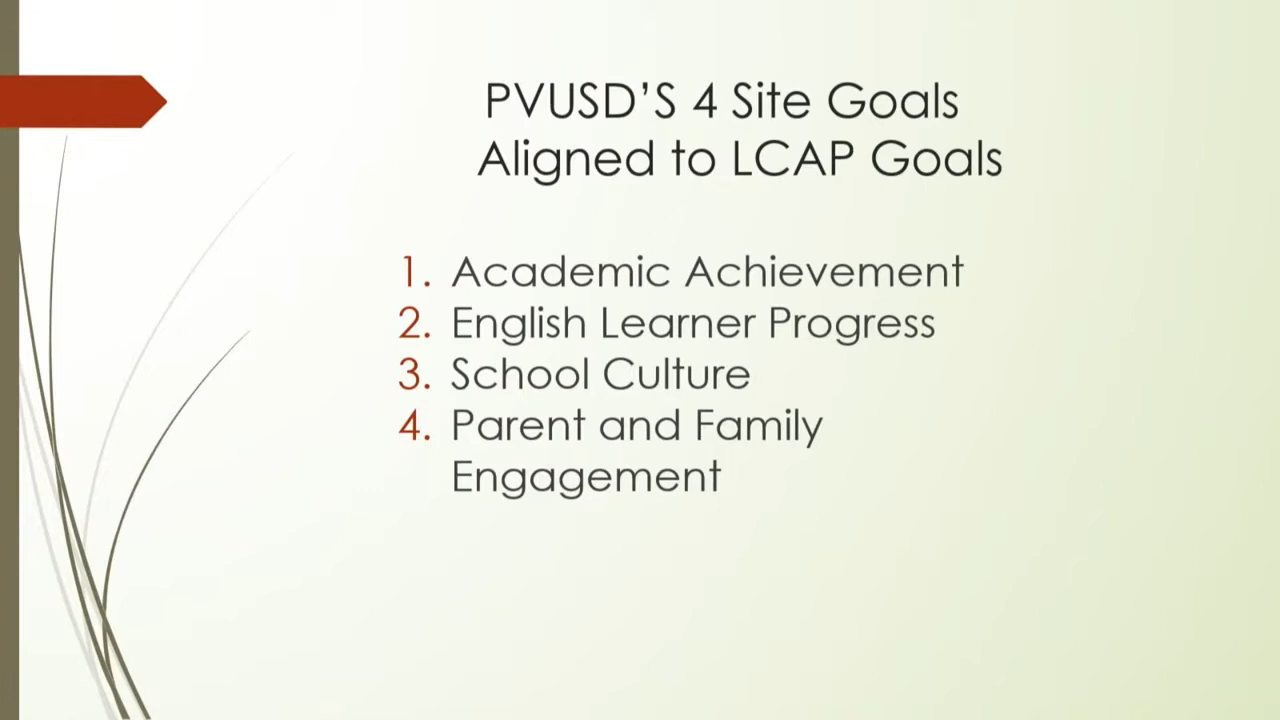 PVUSD'S 4 Site Goals
Aligned to LCAP Goals
1. Academic Achievement
2. English Learner Progress
3. School Culture
4. Parent and Family
Engagement